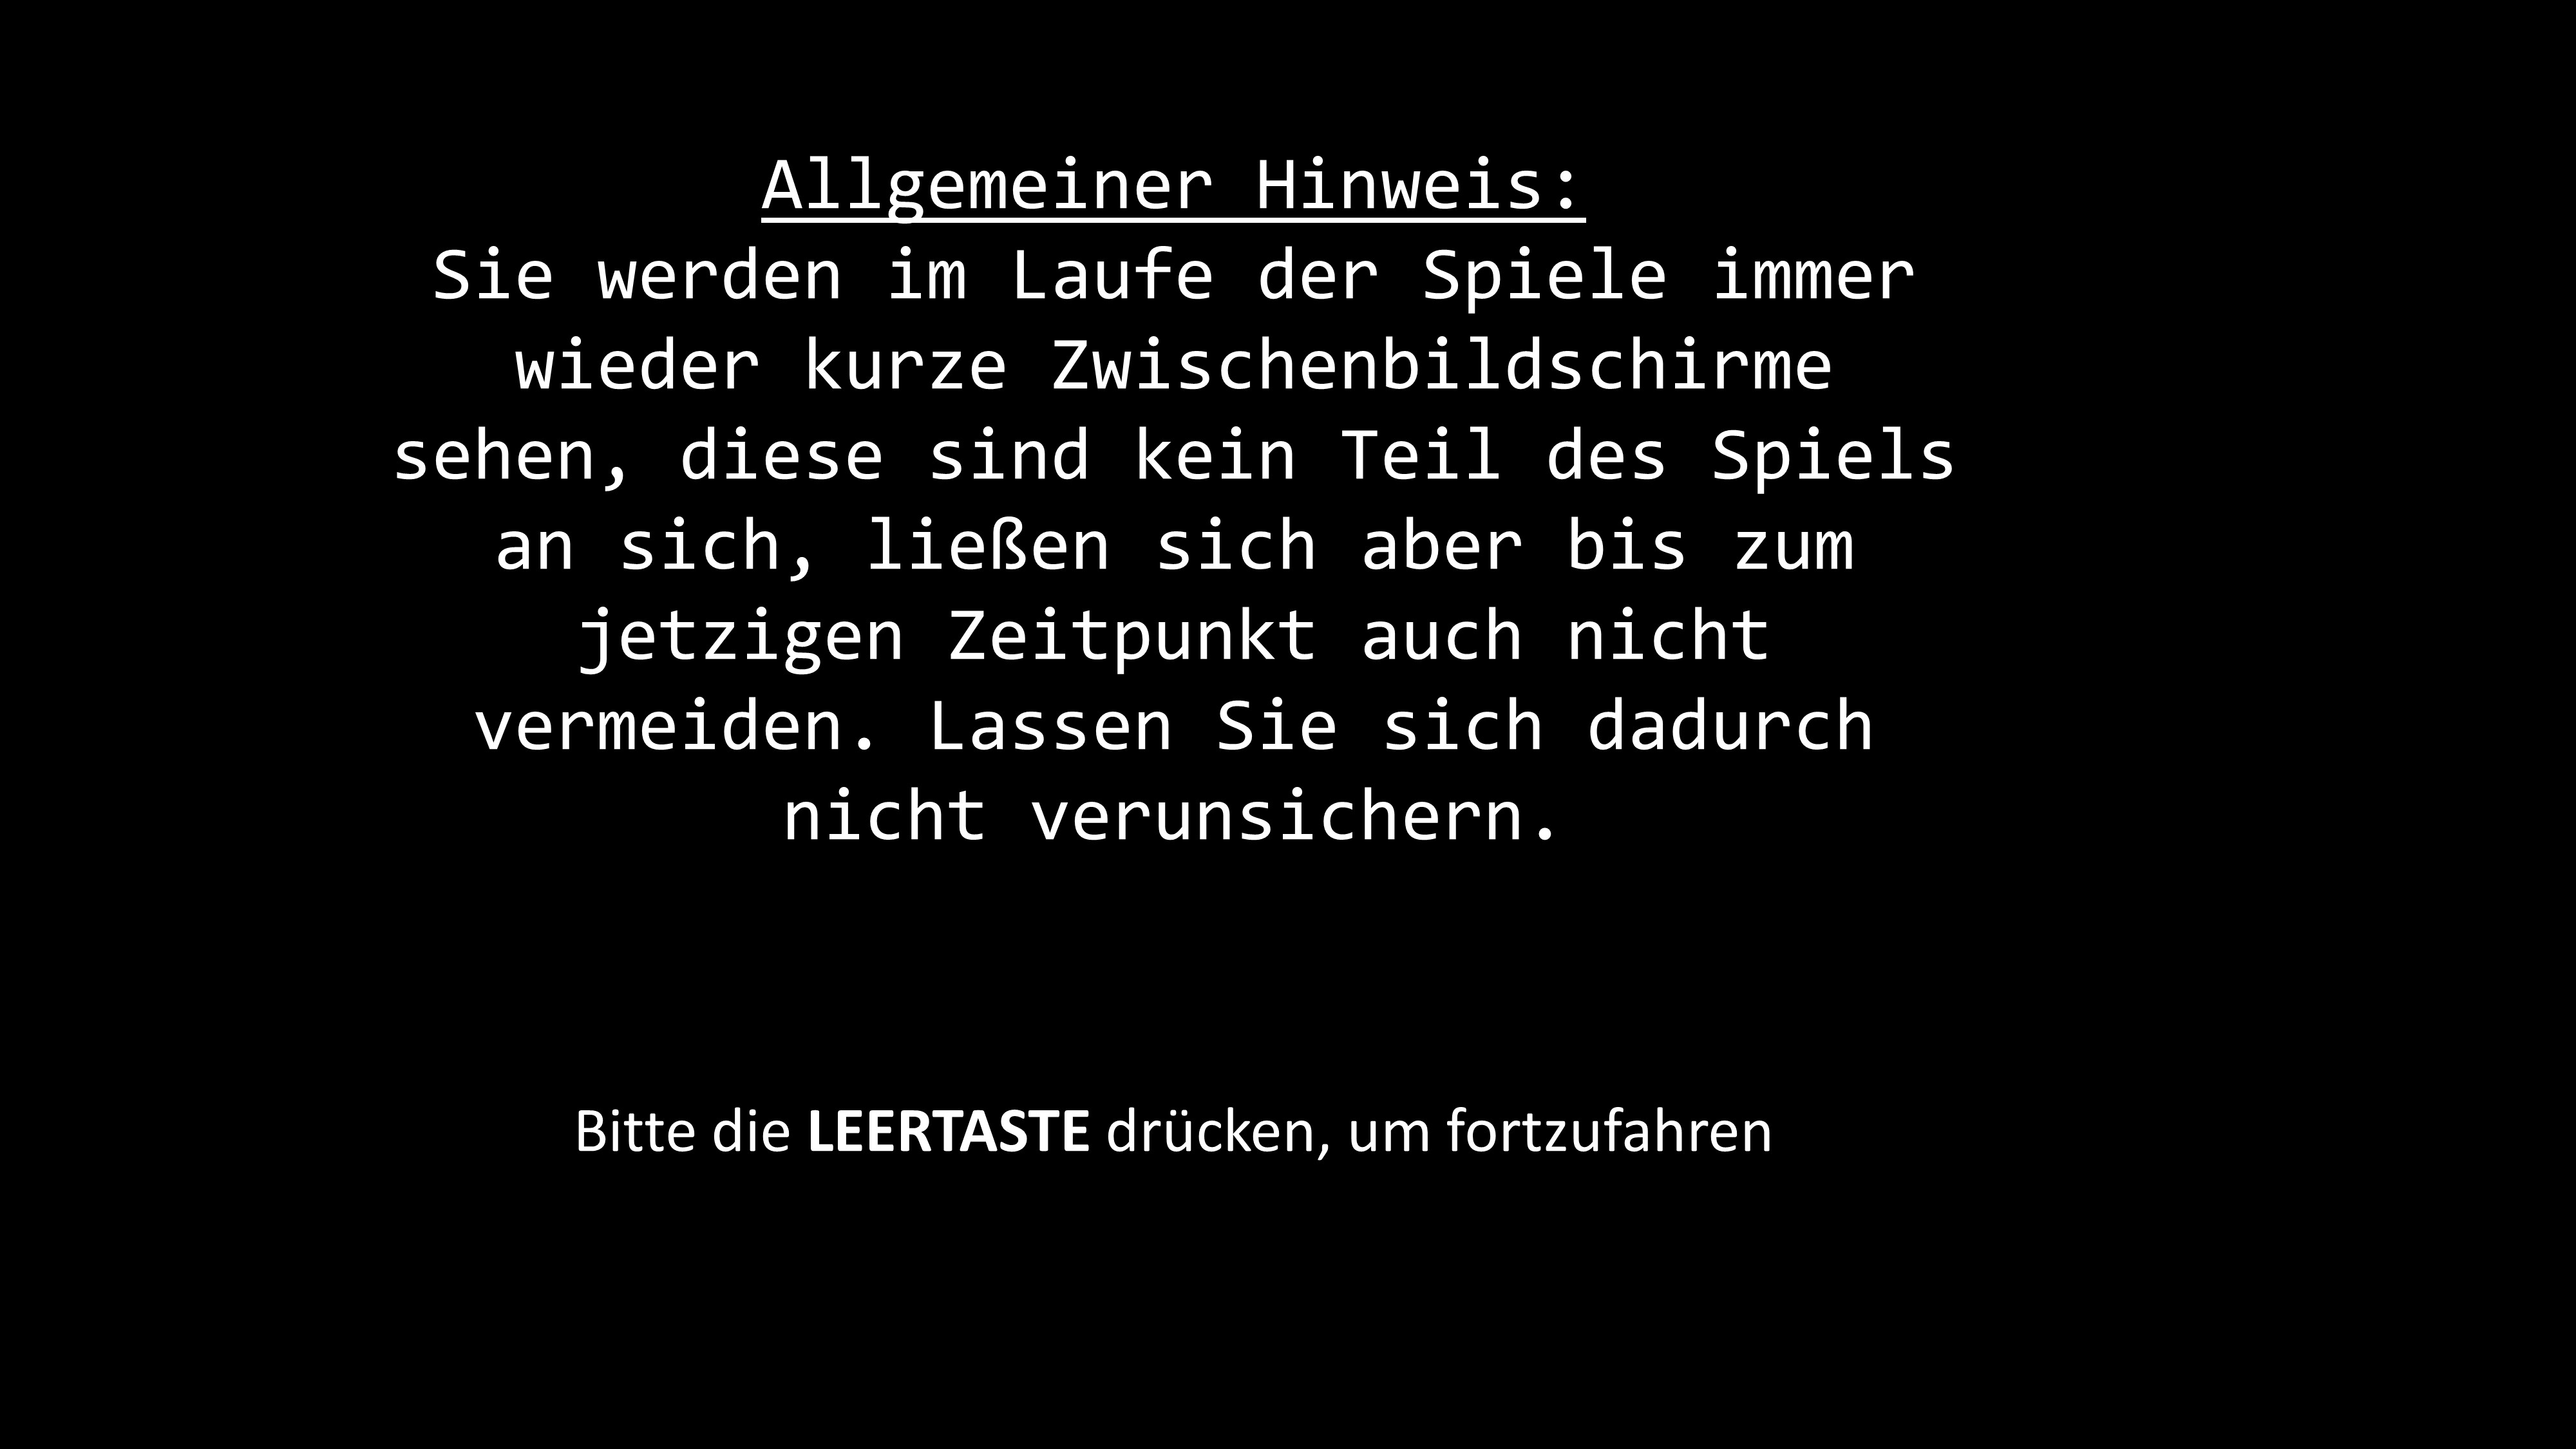 Allgemeiner Hinweis:
Sie werden im Laufe der Spiele immer
wieder kurze Zwischenbildschirme
sehen, diese sind kein Teil des Spiels
an sich, ließen sich aber bis zum
jetzigen Zeitpunkt auch nicht
vermeiden. Lassen Sie sich dadurch
nicht verunsichern.
Bitte die LEERTASTE drücken, um fortzufahren